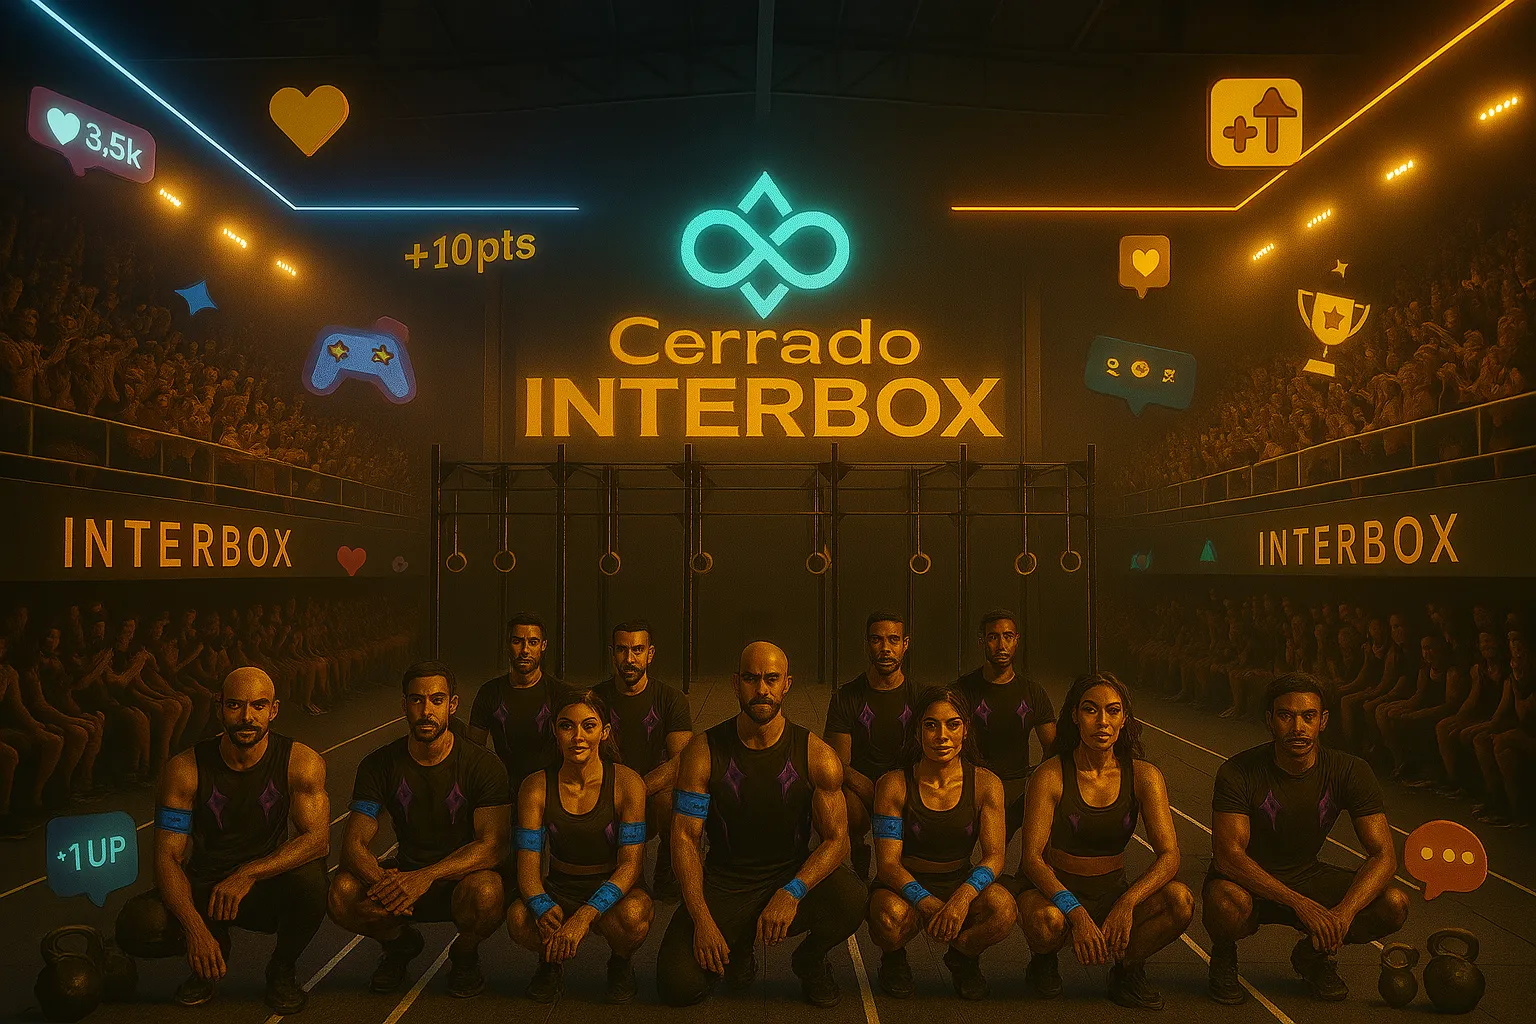 3,5k
+10pts
Cerrado
INTERBOX
INTERBOX
INTERBOX
+1UP